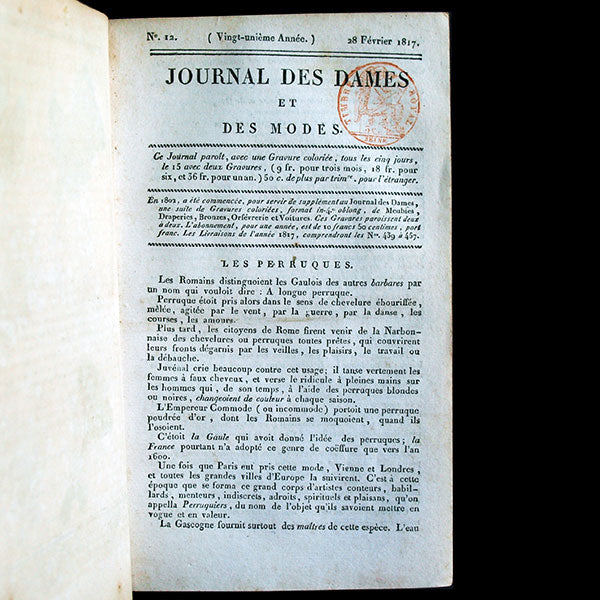 N°. 12. ( Vingt-unième Année. ) 28 Février 1817.
JOURNAL DES DAMES
ET
DES MODES.
TIMBRE ROYAL
SEINE
Ce Journal paroît, avec une Gravure coloriée, tous les cinq jours,
le 15 avec deux Gravures, ( 9 fr. pour trois mois, 18 fr. pour
six, et 36 fr. pour un an. ) 50 c. de plus par trimre. pour l'étranger.
En 1802, a été commencée, pour servir de supplément au Journal des Dames,
une suite de Gravures coloriées, format in-4° oblong, de Meubles,
Draperies, Bronzes, Orfévrerie et Voitures. Ces Gravures paroissent deux
à deux. L'abonnement, pour une année, est de 10 francs 50 centimes, port
franc. Les Livraisons de l'année 1817, comprendront les Nos. 439 à 457.
LES PERRUQUES.
Les Romains distinguoient les Gaulois des autres barbares par
un nom qui vouloit dire : A longue perruque.
Perruque étoit pris alors dans le sens de chevelure ébouriffée,
mêlée, agitée par le vent, par la guerre, par la danse, les
courses, les amours.
Plus tard, les citoyens de Rome firent venir de la Narbon-
naise des chevelures ou perruques toutes prêtes, qui couvrirent
leurs fronts dégarnis par les veilles, les plaisirs, le travail ou
la débauche.
Juvénal crie beaucoup contre cet usage; il tanse vertement les
femmes à faux cheveux, et verse le ridicule à pleines mains sur
les hommes qui, de son temps, à l'aide de perruques blondes
ou noires, changeoient de couleur à chaque saison.
L'Empereur Commode ( ou incommode ) portoit une perruque
poudrée d'or, dont les Romains se moquoient, quand ils
l'osoient.
C'étoit la Gaule qui avoit donné l'idée des perruques; la
France pourtant n'a adopté ce genre de coëffure que vers l'an
1600.
Une fois que Paris eut pris cette mode, Vienne et Londres,
et toutes les grandes villes d'Europe la suivirent. C'est à cette
époque que se forma ce grand corps d'artistes conteurs, babil-
lards, menteurs, indiscrets, adroits, spirituels et plaisans, qu'on
appella Perruquiers, du nom de l'objet qu'ils savoient mettre en
vogue et en valeur.
La Gascogne fournit surtout des maîtres de cette espèce. L'eau